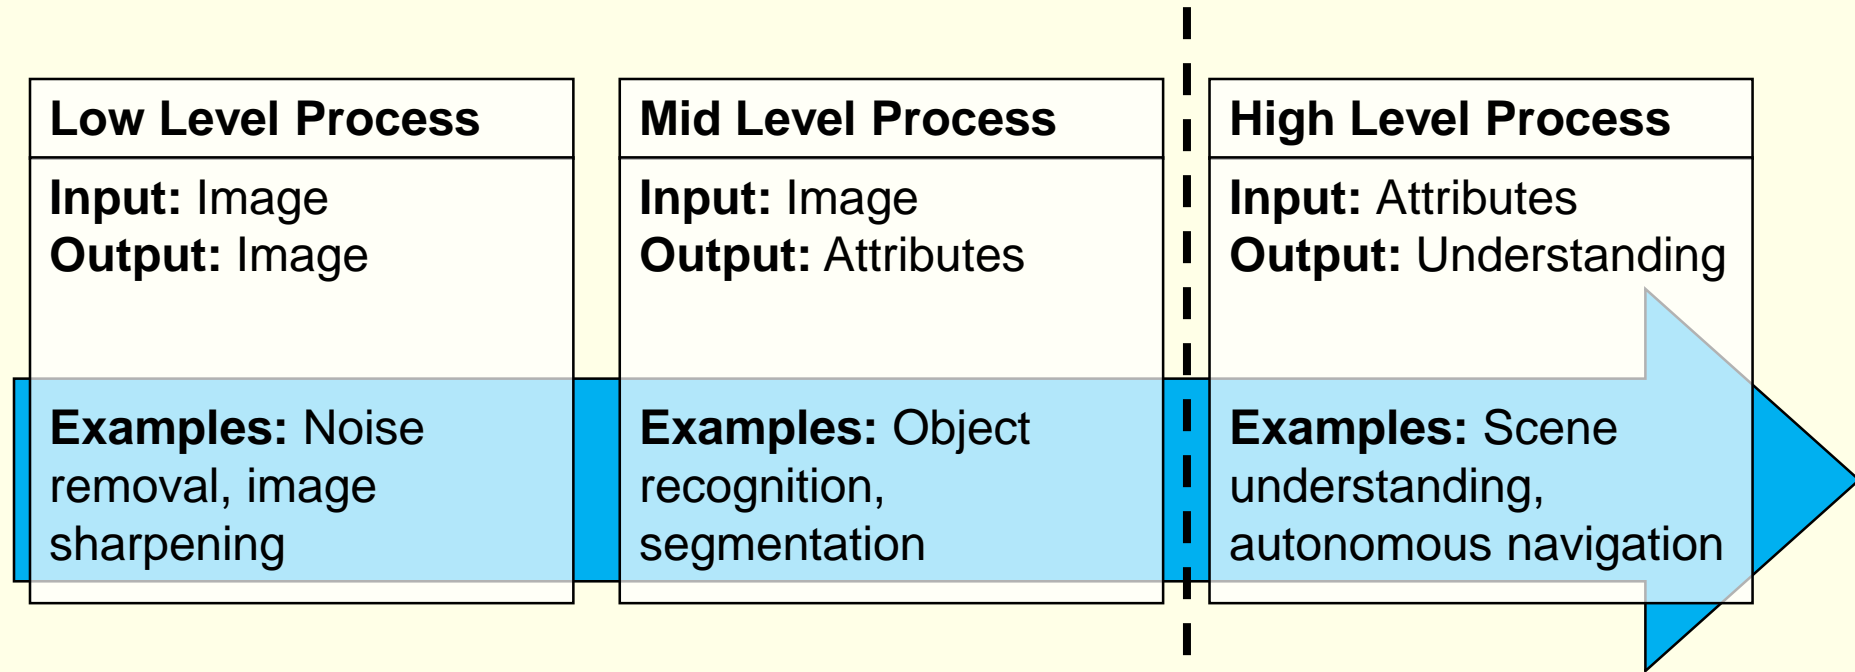 Low Level Process
Input: Image
Output: Image
Examples: Noise
removal, image
sharpening
Mid Level Process
Input: Image
Output: Attributes
Examples: Object
recognition,
segmentation
High Level Process
Input: Attributes
Output: Understanding
Examples: Scene
understanding,
autonomous navigation